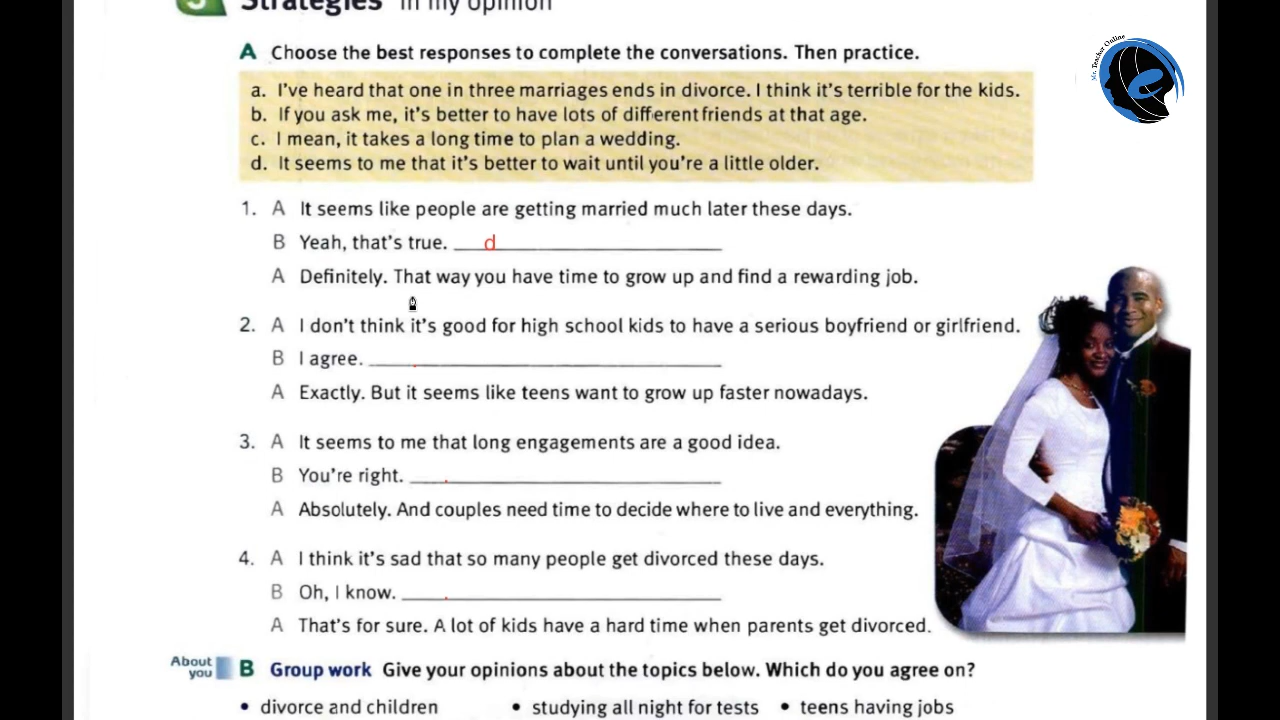 Strategies In my opinion
A Choose the best responses to complete the conversations. Then practice.
a. I've heard that one in three marriages ends in divorce. I think it's terrible for the kids.
b. If you ask me, it's better to have lots of different friends at that age.
c. I mean, it takes a long time to plan a wedding.
d. It seems to me that it's better to wait until you're a little older.
1. A It seems like people are getting married much later these days.
B Yeah, that's true. d
A Definitely. That way you have time to grow up and find a rewarding job.
2. A I don't think it's good for high school kids to have a serious boyfriend or girlfriend.
B I agree.
A Exactly. But it seems like teens want to grow up faster nowadays.
3. A It seems to me that long engagements are a good idea.
B You're right.
A Absolutely. And couples need time to decide where to live and everything.
4. A I think it's sad that so many people get divorced these days.
B Oh, I know.
A That's for sure. A lot of kids have a hard time when parents get divorced.
About you B Group work Give your opinions about the topics below. Which do you agree on?
• divorce and children • studying all night for tests • teens having jobs
Mr. Teacher Online